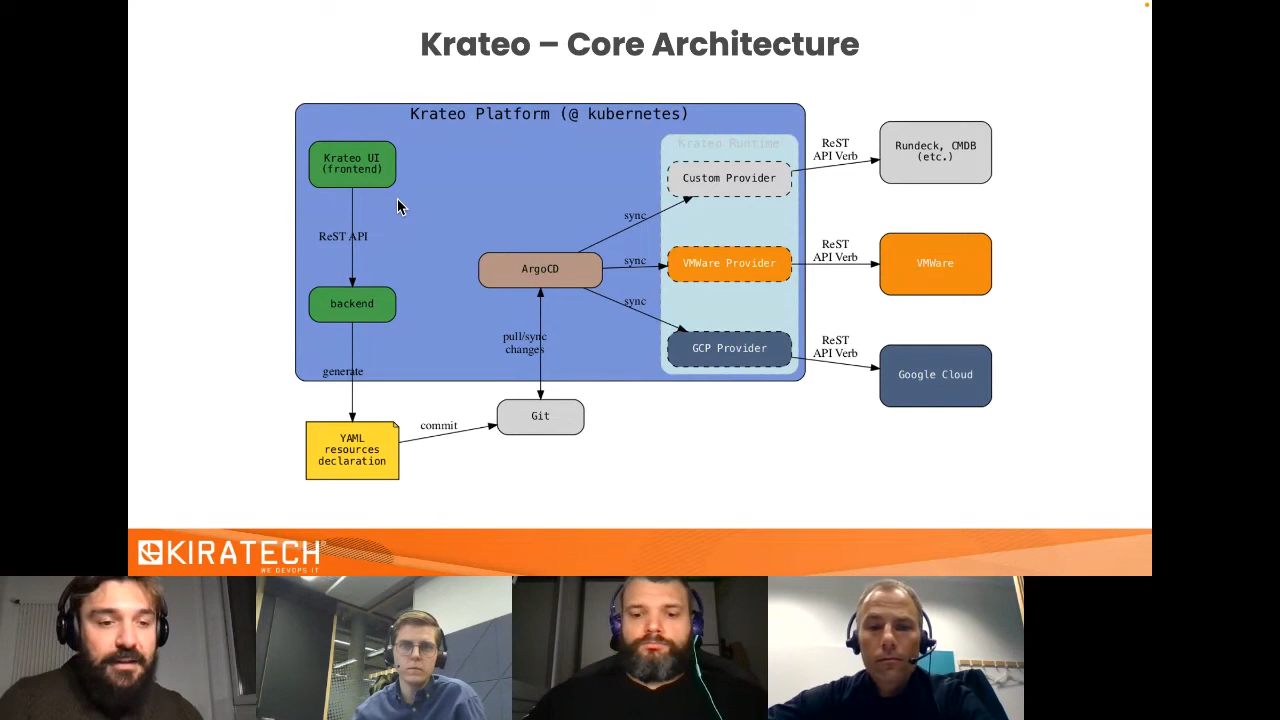 Krateo – Core Architecture
Krateo Platform (@ kubernetes)
Krateo UI
(frontend)
ReST API
backend
generate
YAML
resources
declaration
commit
Git
pull/sync
changes
ArgoCD
sync
sync
sync
Krateo Runtime
Custom Provider
VMWare Provider
GCP Provider
ReST
API Verb
ReST
API Verb
ReST
API Verb
Rundeck, CMDB
(etc.)
VMWare
Google Cloud
KIRATECH
WE DEVOPS IT